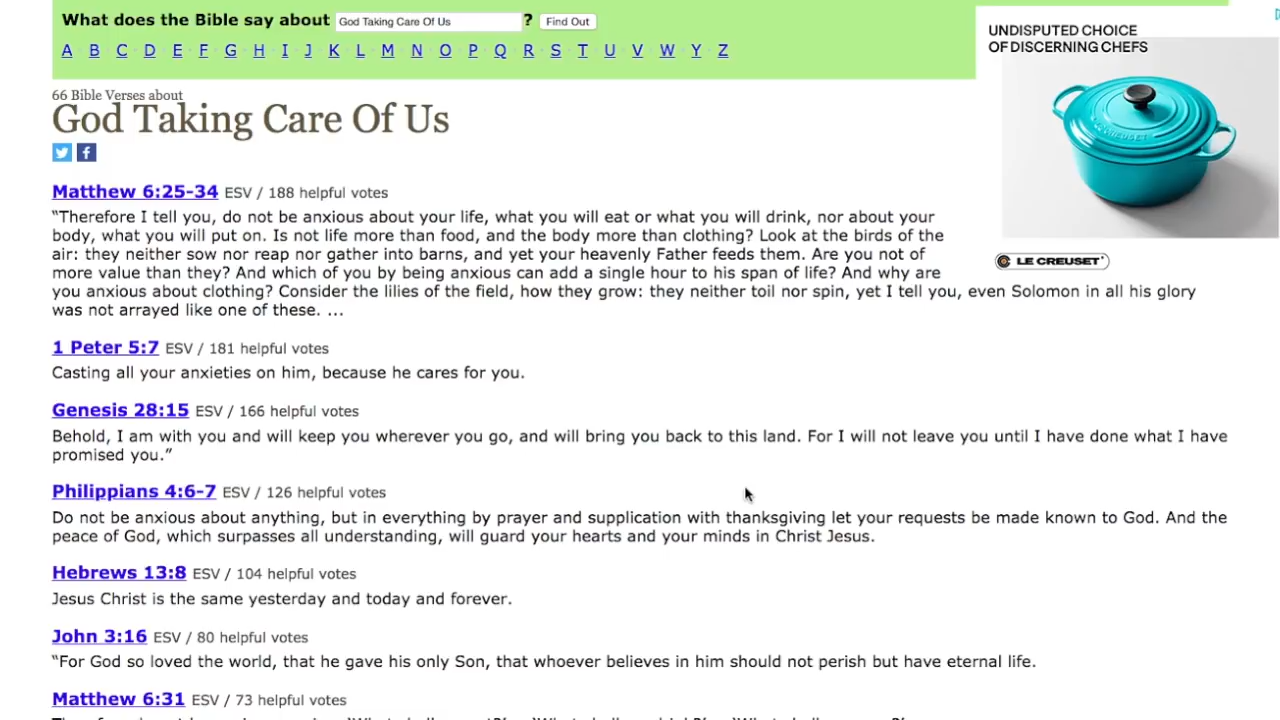 What does the Bible say about God Taking Care Of Us ? Find Out
A B C D E F G H I J K L M N O P Q R S T U V W Y Z
UNDISPUTED CHOICE
OF DISCERNING CHEFS
LE CREUSET
66 Bible Verses about
God Taking Care Of Us
Matthew 6:25-34 ESV / 188 helpful votes
“Therefore I tell you, do not be anxious about your life, what you will eat or what you will drink, nor about your
body, what you will put on. Is not life more than food, and the body more than clothing? Look at the birds of the
air: they neither sow nor reap nor gather into barns, and yet your heavenly Father feeds them. Are you not of
more value than they? And which of you by being anxious can add a single hour to his span of life? And why are
you anxious about clothing? Consider the lilies of the field, how they grow: they neither toil nor spin, yet I tell you, even Solomon in all his glory
was not arrayed like one of these. ...
1 Peter 5:7 ESV / 181 helpful votes
Casting all your anxieties on him, because he cares for you.
Genesis 28:15 ESV / 166 helpful votes
Behold, I am with you and will keep you wherever you go, and will bring you back to this land. For I will not leave you until I have done what I have
promised you.”
Philippians 4:6-7 ESV / 126 helpful votes
Do not be anxious about anything, but in everything by prayer and supplication with thanksgiving let your requests be made known to God. And the
peace of God, which surpasses all understanding, will guard your hearts and your minds in Christ Jesus.
Hebrews 13:8 ESV / 104 helpful votes
Jesus Christ is the same yesterday and today and forever.
John 3:16 ESV / 80 helpful votes
“For God so loved the world, that he gave his only Son, that whoever believes in him should not perish but have eternal life.
Matthew 6:31 ESV / 73 helpful votes